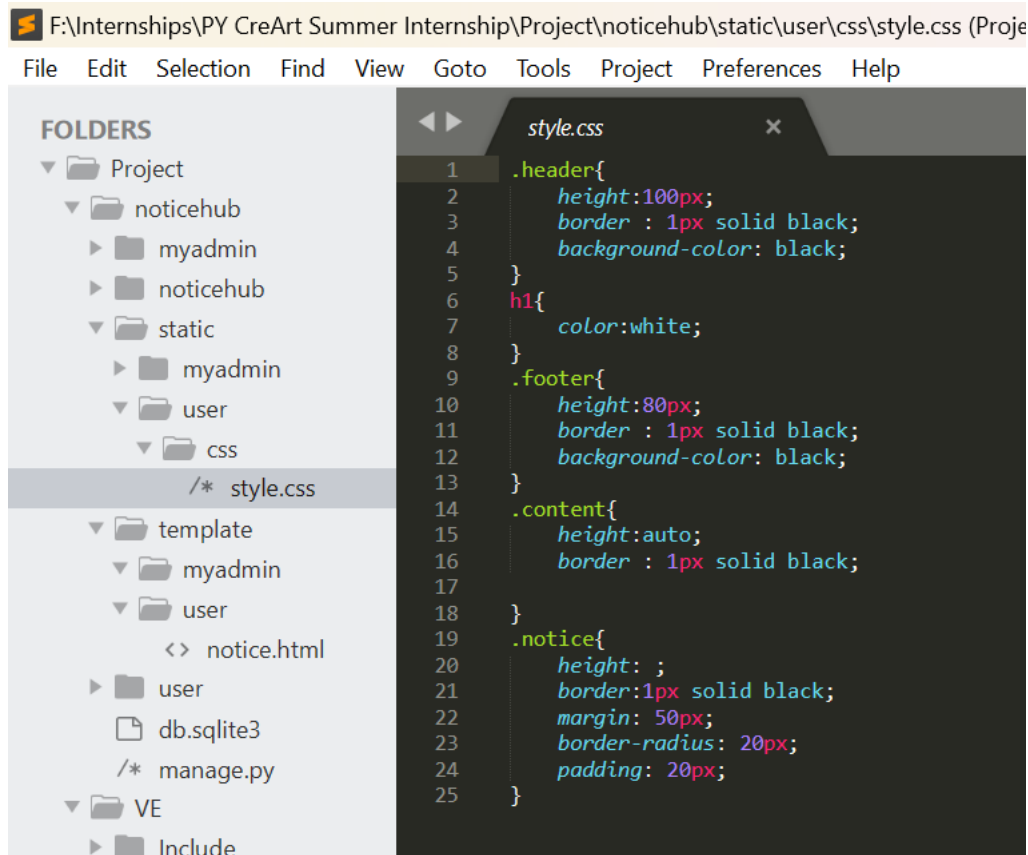 F:\Internships\PY CreArt Summer Internship\Project\noticehub\static\user\css\style.css (Proje
File Edit Selection Find View Goto Tools Project Preferences Help
FOLDERS
Project
noticehub
myadmin
noticehub
static
myadmin
user
css
/* style.css
template
myadmin
user
<> notice.html
user
db.sqlite3
/* manage.py
VE
Include
style.css ×
1 .header{
2 height:100px;
3 border : 1px solid black;
4 background-color: black;
5 }
6 h1{
7 color:white;
8 }
9 .footer{
10 height:80px;
11 border : 1px solid black;
12 background-color: black;
13 }
14 .content{
15 height:auto;
16 border : 1px solid black;
17
18 }
19 .notice{
20 height: ;
21 border:1px solid black;
22 margin: 50px;
23 border-radius: 20px;
24 padding: 20px;
25 }